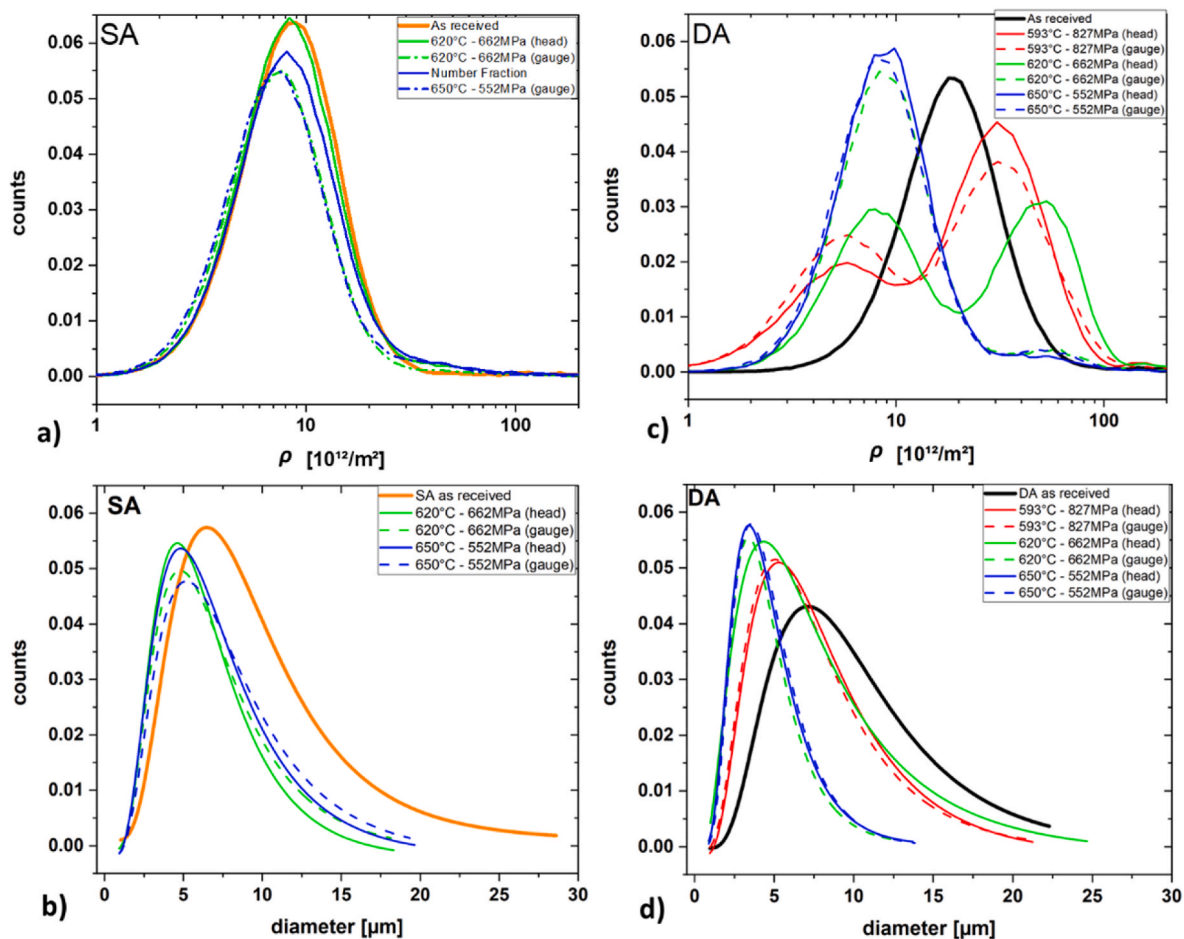 SA
As received
620°C - 662MPa (head)
620°C - 662MPa (gauge)
Number Fraction
650°C - 552MPa (gauge)
counts
0.06
0.05
0.04
0.03
0.02
0.01
0.00
1
10
100
a)
ρ [10¹²/m²]
DA
As received
593°C - 827MPa (head)
593°C - 827MPa (gauge)
620°C - 662MPa (head)
620°C - 662MPa (gauge)
650°C - 552MPa (head)
650°C - 552MPa (gauge)
counts
0.06
0.05
0.04
0.03
0.02
0.01
0.00
1
10
100
c)
ρ [10¹²/m²]
SA
SA as received
620°C - 662MPa (head)
620°C - 662MPa (gauge)
650°C - 552MPa (head)
650°C - 552MPa (gauge)
counts
0.06
0.05
0.04
0.03
0.02
0.01
0.00
0
5
10
15
20
25
30
b)
diameter [µm]
DA
DA as received
593°C - 827MPa (head)
593°C - 827MPa (gauge)
620°C - 662MPa (head)
620°C - 662MPa (gauge)
650°C - 552MPa (head)
650°C - 552MPa (gauge)
counts
0.06
0.05
0.04
0.03
0.02
0.01
0.00
0
5
10
15
20
25
30
d)
diameter [µm]